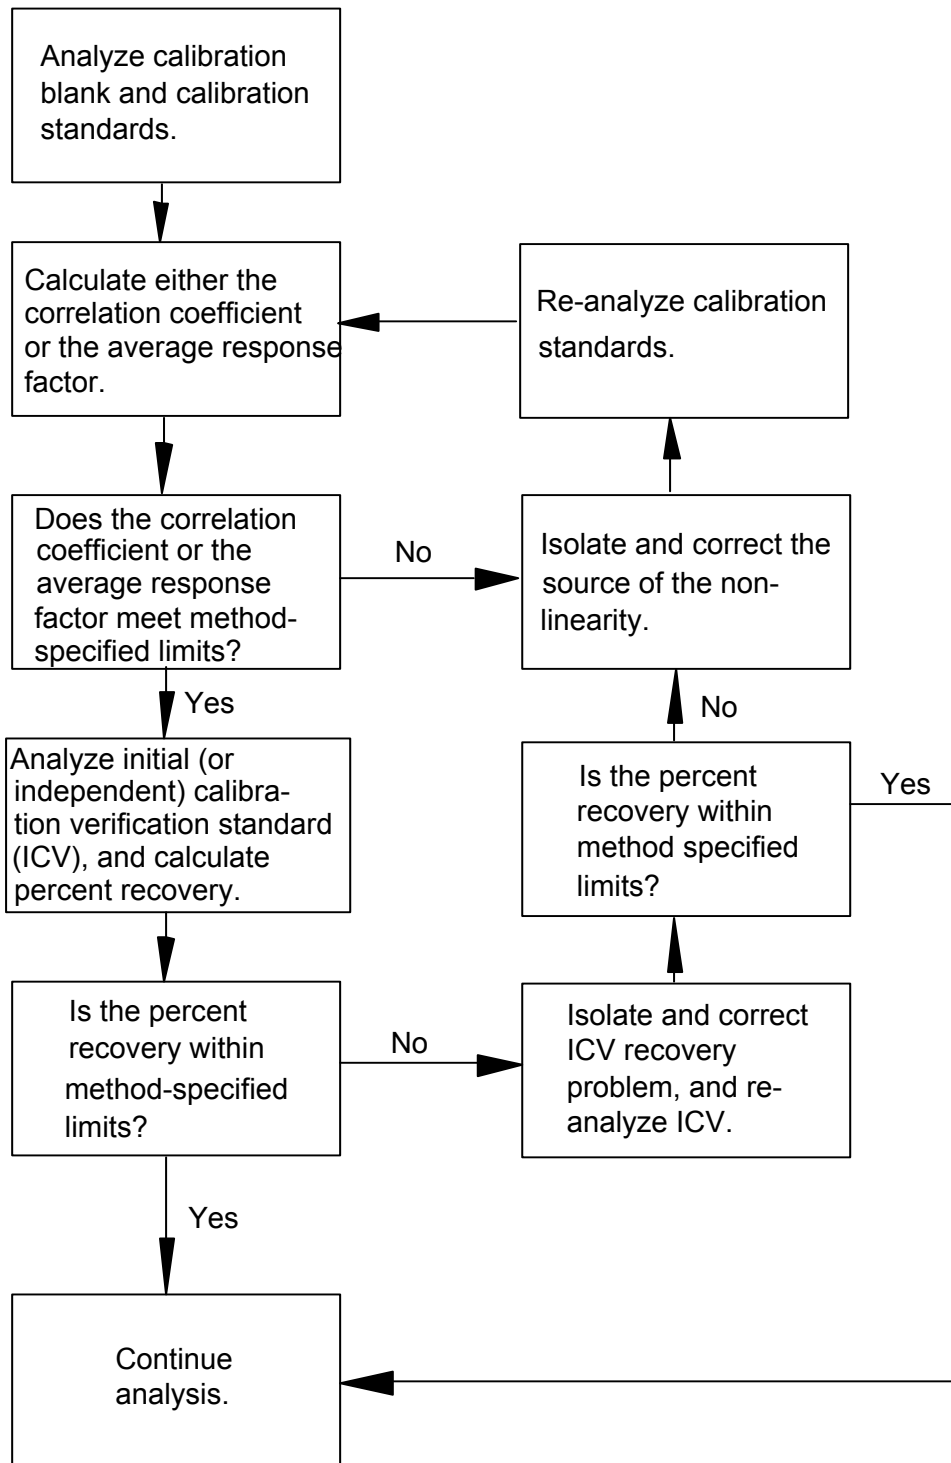 Analyze calibration
blank and calibration
standards.
Calculate either the
correlation coefficient
or the average response
factor.
Re-analyze calibration
standards.
Does the correlation
coefficient or the
average response
factor meet method-
specified limits?
No
Isolate and correct the
source of the non-
linearity.
Yes
No
Analyze initial (or
independent) calibra-
tion verification standard
(ICV), and calculate
percent recovery.
Is the percent
recovery within
method specified
limits?
Yes
Is the percent
recovery within
method-specified
limits?
No
Isolate and correct
ICV recovery
problem, and re-
analyze ICV.
Yes
Continue
analysis.